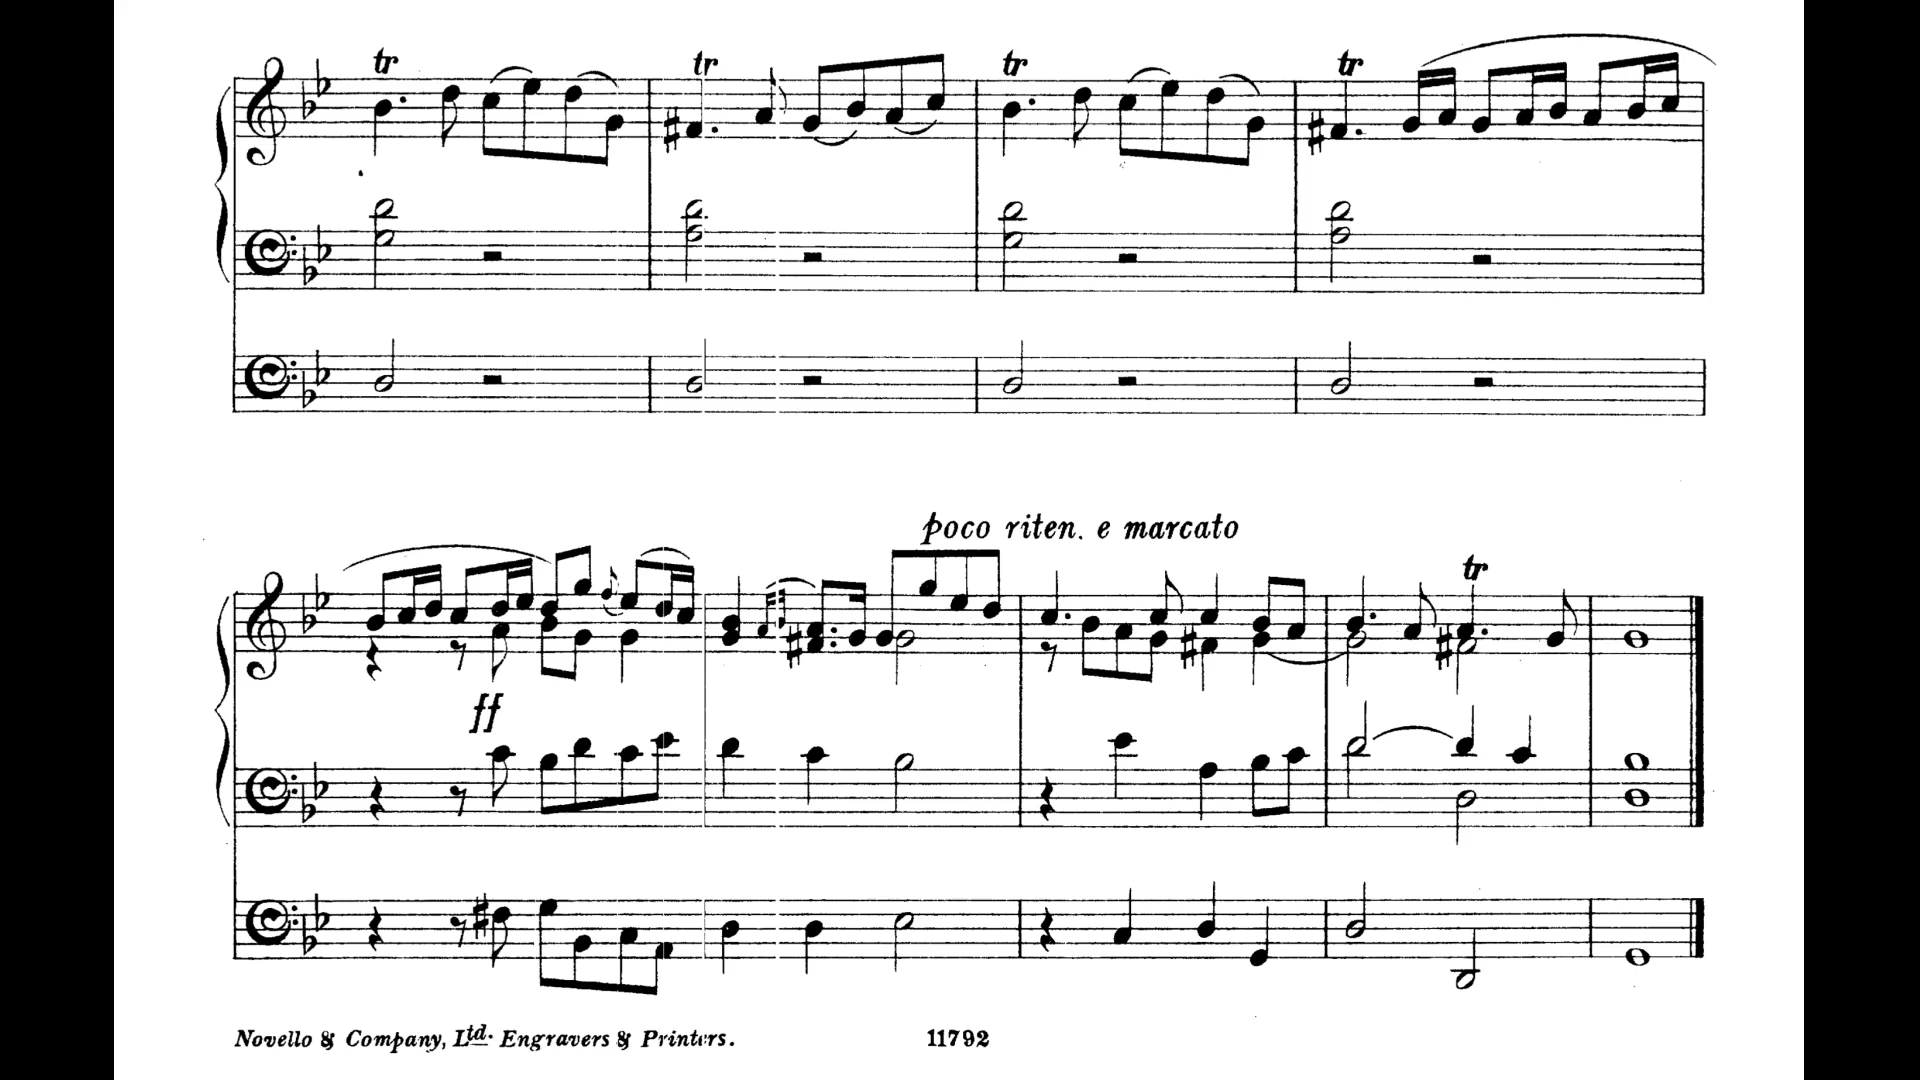 tr tr tr tr
poco riten. e marcato
tr
ff
Novello & Company, Ltd. Engravers & Printers. 11792